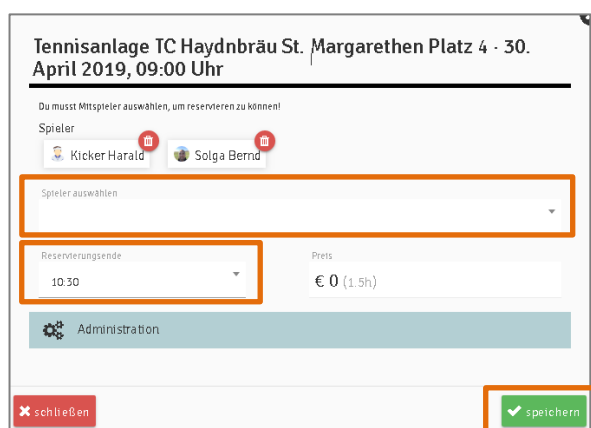 Tennisanlage TC Haydnbräu St. Margarethen Platz 4 - 30.
April 2019, 09:00 Uhr
Du musst Mitspieler auswählen, um reservieren zu können!
Spieler
Kicker Harald Solga Bernd
Spieler auswählen
Reservierungsende Preis
10:30 € 0 (1.5h)
Administration
schließen speichern